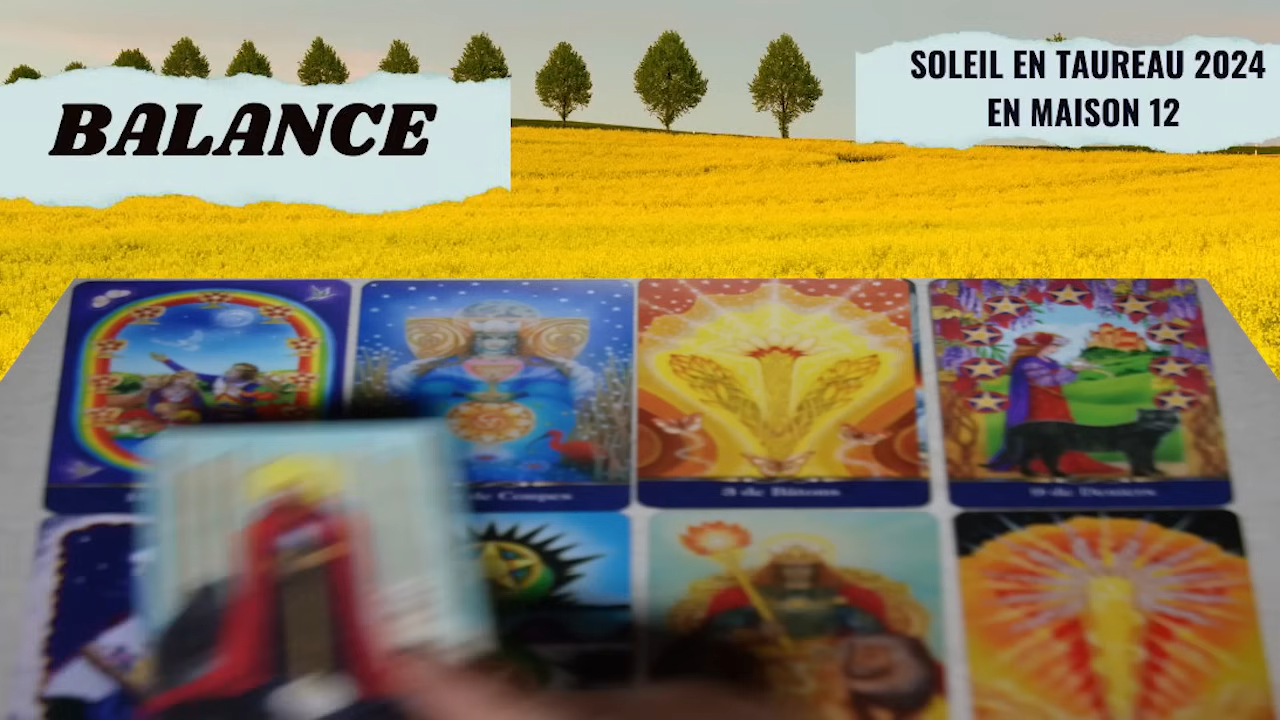 BALANCE
SOLEIL EN TAUREAU 2024
EN MAISON 12
de Coupes
3 de Bâtons
9 de Deniers